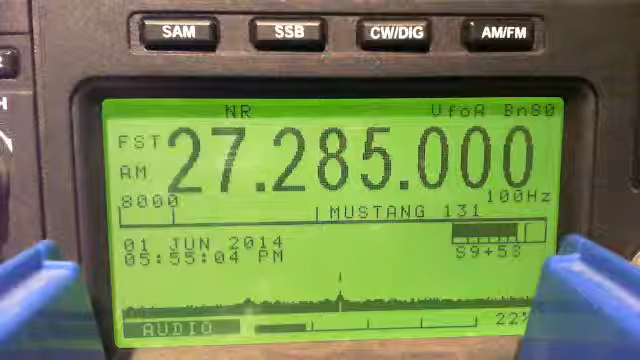 SAM SSB CW/DIG AM/FM
NR VfoA Bn80
FST 27.285.000
AM
8000 100Hz
MUSTANG 131
01 JUN 2014
05:55:04 PM
S9+53
AUDIO 22